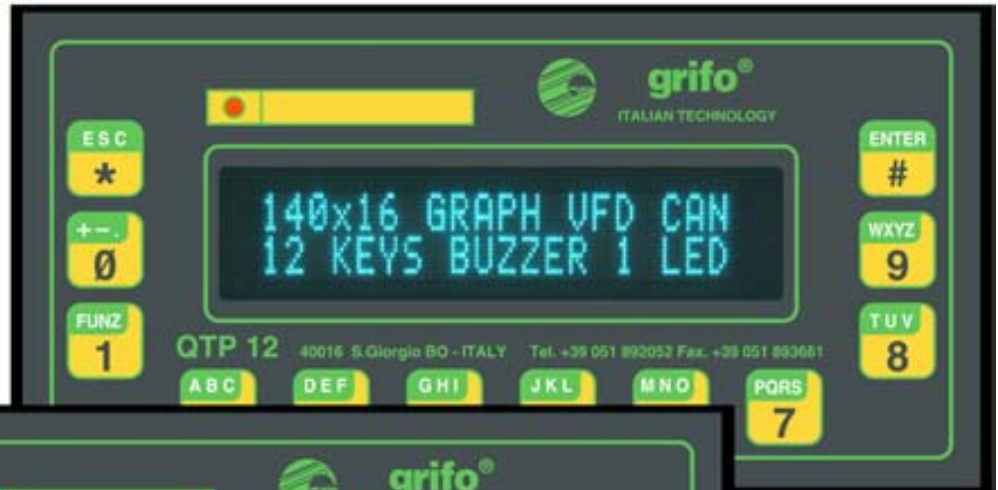 grifo®
ITALIAN TECHNOLOGY
ESC
*
ENTER
#
140x16 GRAPH VFD CAN
12 KEYS BUZZER 1 LED
+-.
0
WXYZ
9
FUNZ
1
TUV
8
QTP 12 40016 S.Giorgio BO - ITALY Tel. +39 051 892052 Fax. +39 051 893661
ABC
DEF
GHI
JKL
MNO
PQRS
7
grifo®